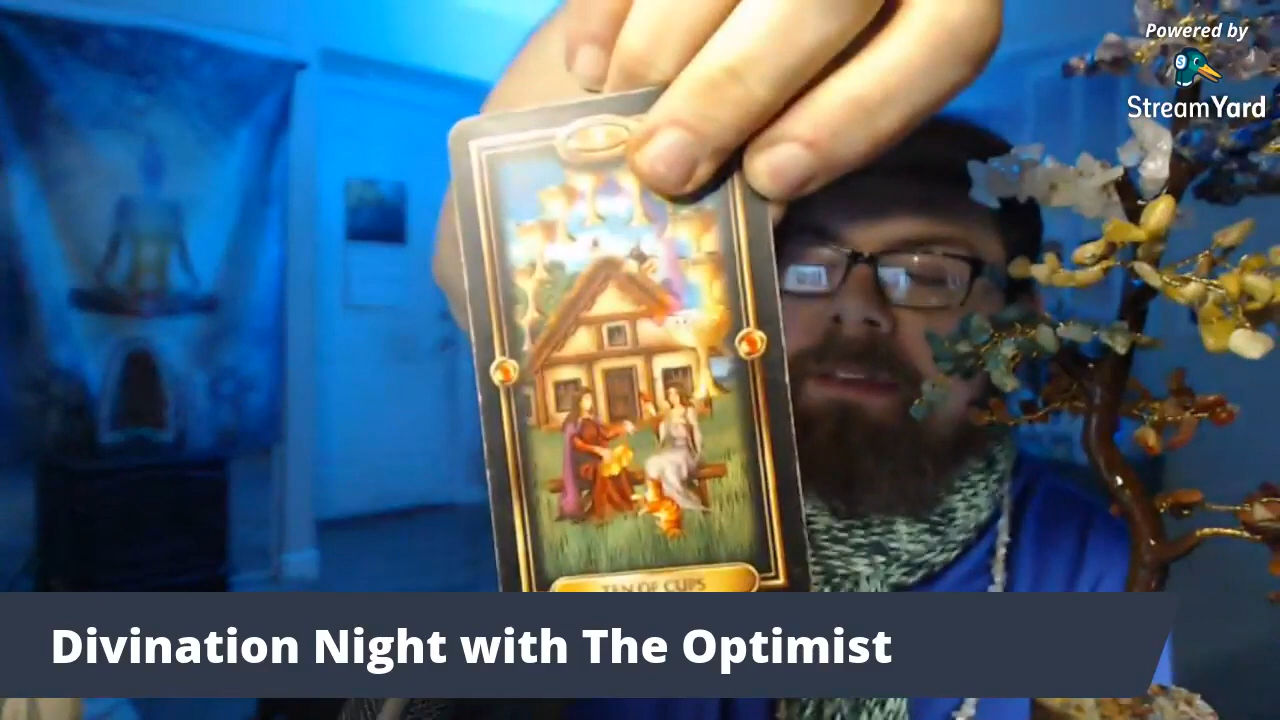 Powered by
StreamYard
TEN OF CUPS
Divination Night with The Optimist